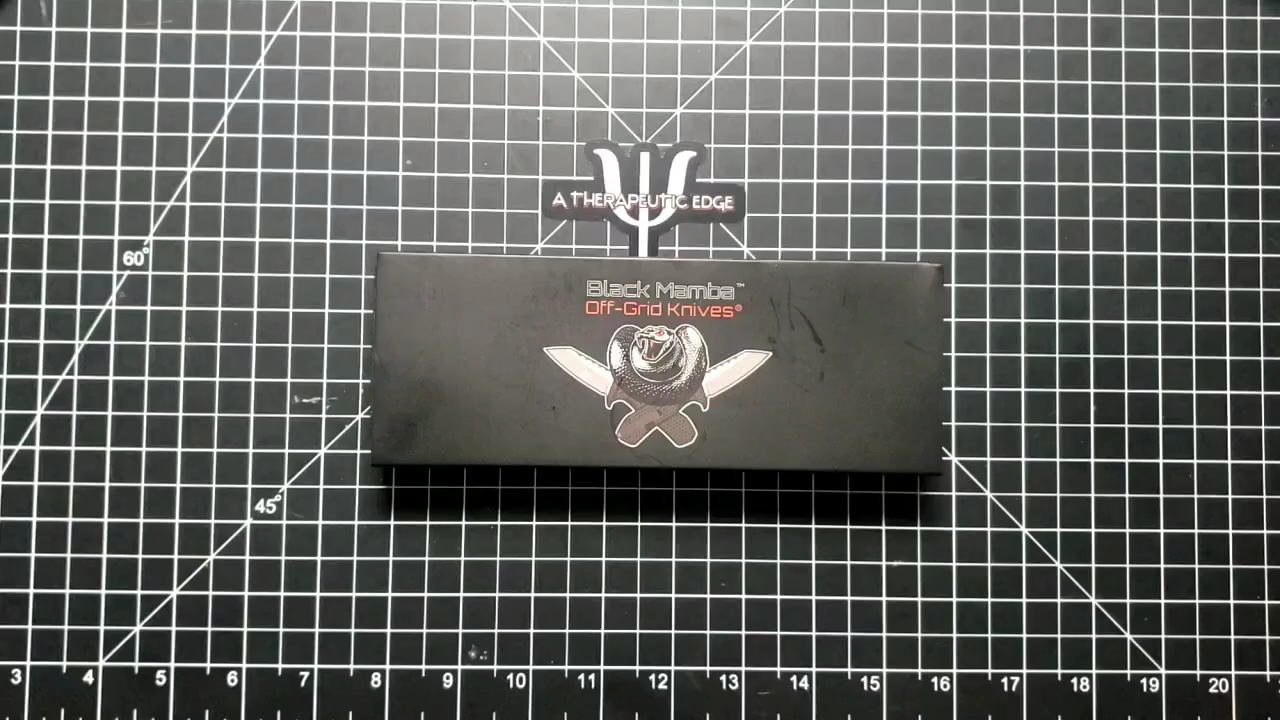 A THERAPEUTIC EDGE
Black Mamba™
Off-Grid Knives®
60°
45°
3 4 5 6 7 8 9 10 11 12 13 14 15 16 17 18 19 20